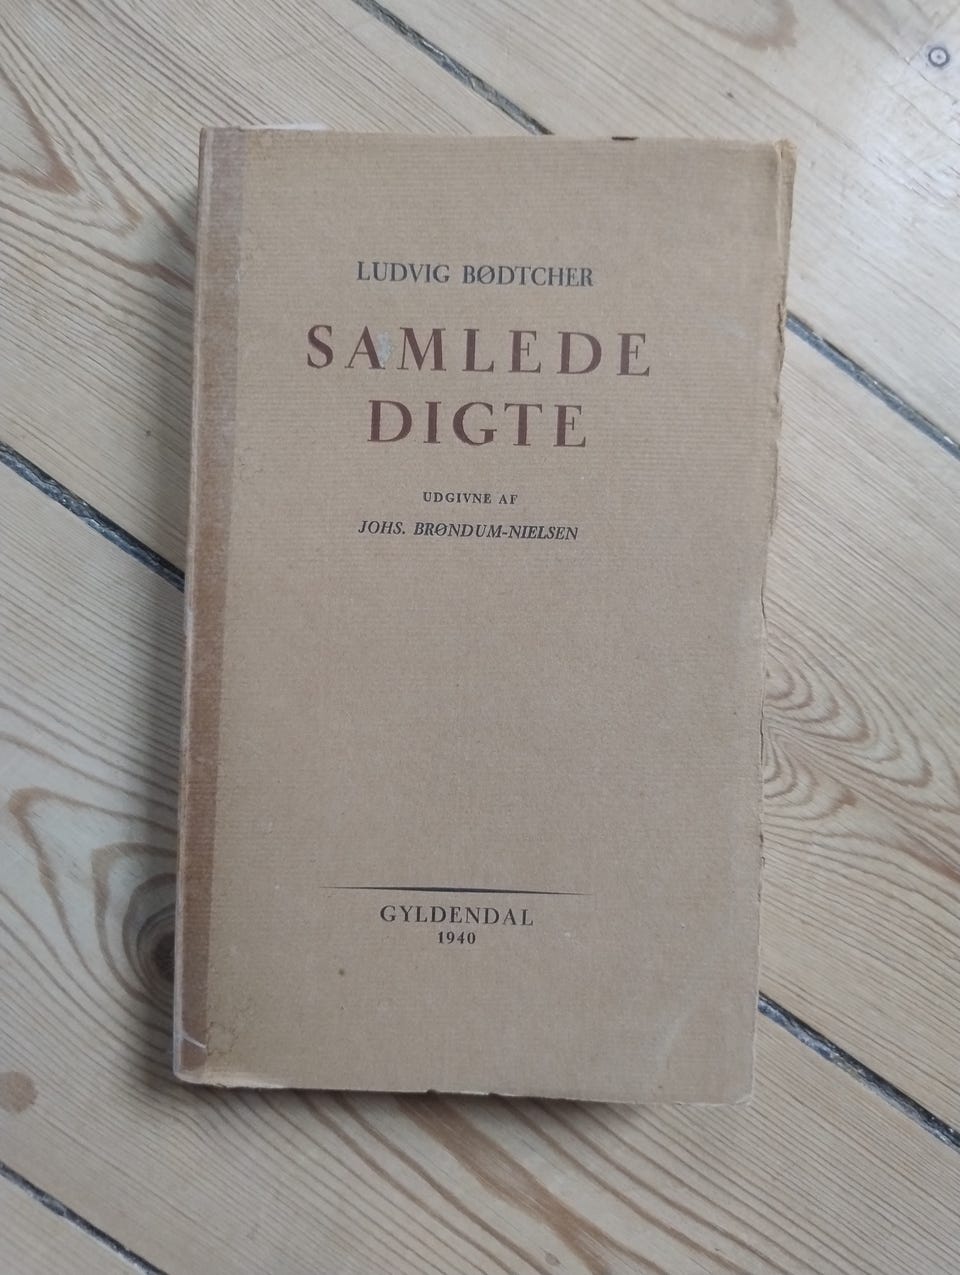 LUDVIG BØDTCHER
SAMLEDE
DIGTE
UDGIVNE AF
JOHS. BRØNDUM-NIELSEN
GYLDENDAL
1940